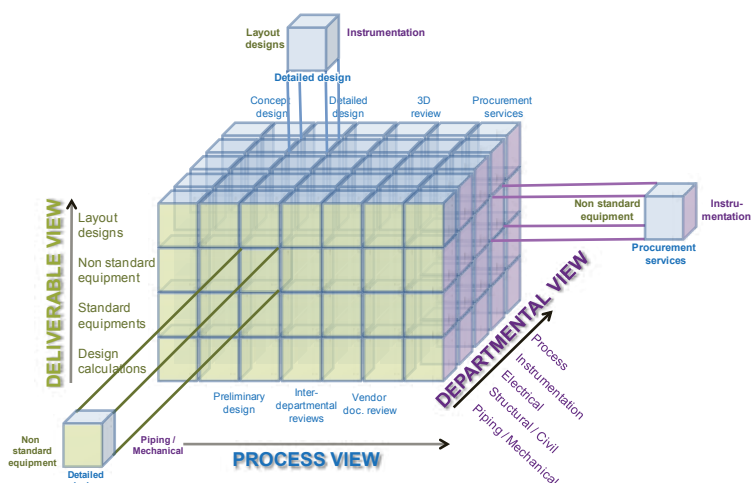 Layout
designs
Instrumentation
Detailed design
Concept
design
Detailed
design
3D
review
Procurement
services
DELIVERABLE VIEW
Layout
designs
Non standard
equipment
Standard
equipments
Design
calculations
Non standard
equipment
Instru-
mentation
Procurement
services
DEPARTMENTAL VIEW
Process
Instrumentation
Electrical
Structural / Civil
Piping / Mechanical
Preliminary
design
Inter-
departmental
reviews
Vendor
doc. review
Non
standard
equipment
Piping /
Mechanical
Detailed
PROCESS VIEW